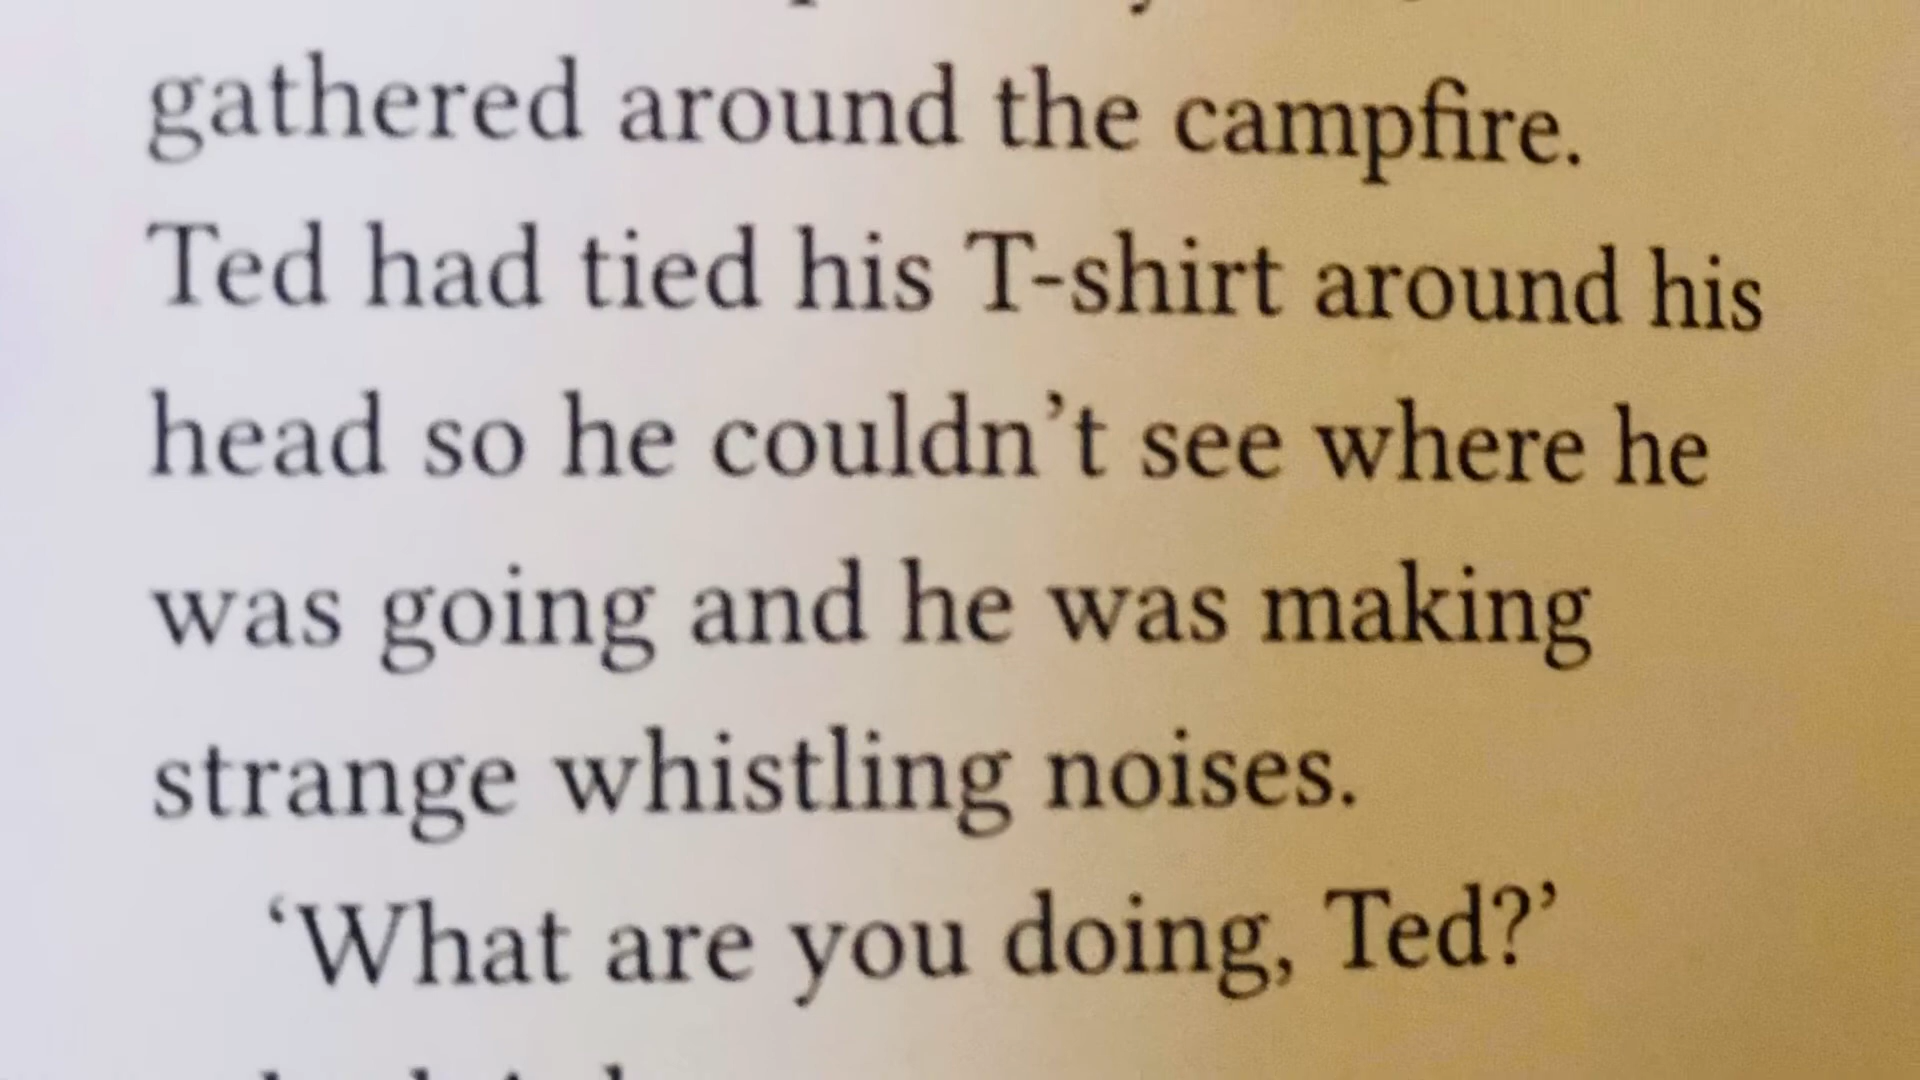 gathered around the campfire.
Ted had tied his T-shirt around his
head so he couldn’t see where he
was going and he was making
strange whistling noises.
‘What are you doing, Ted?’